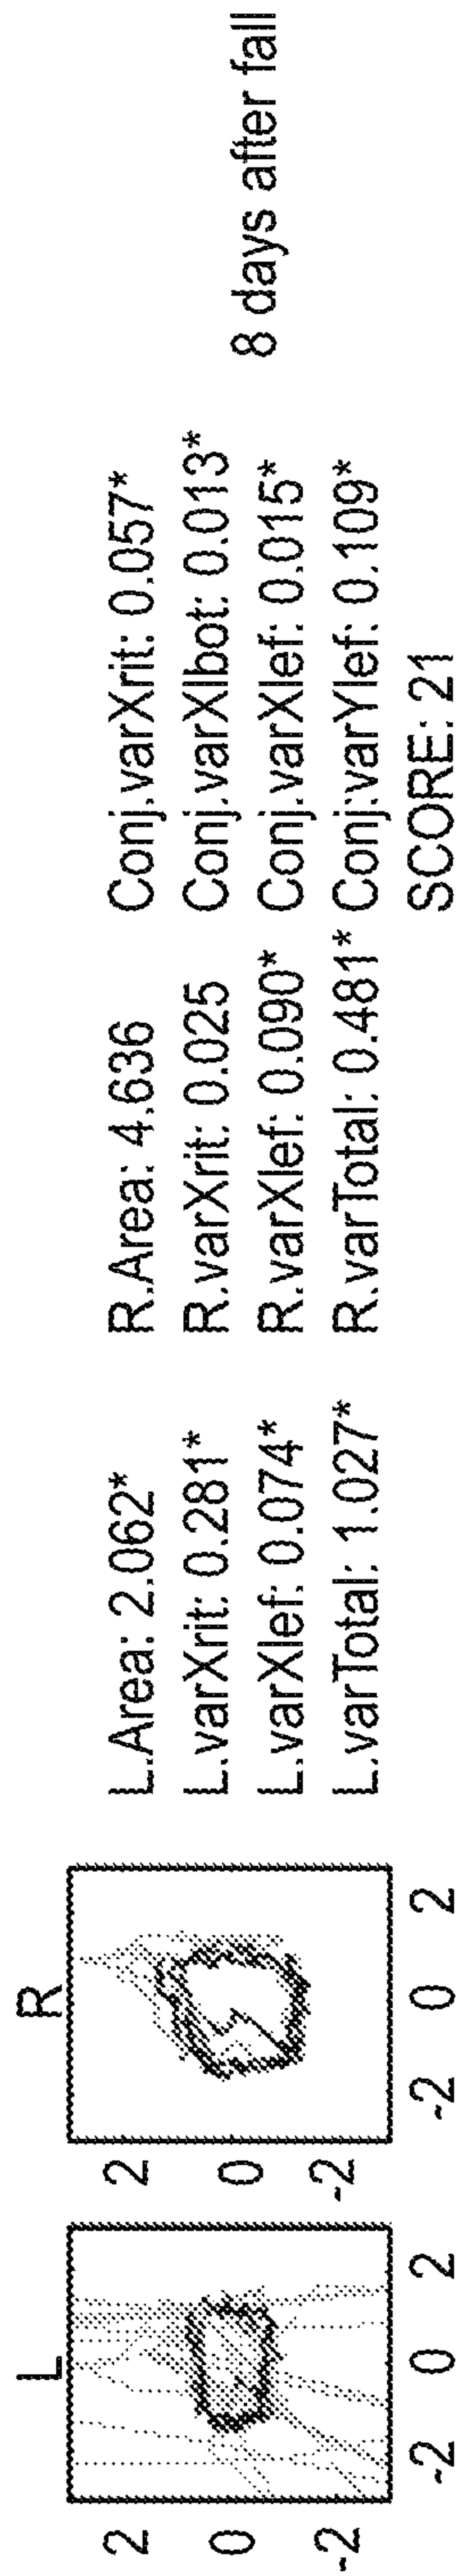 L
R
2
0
-2
-2 0 2
2
0
-2
-2 0 2
L.Area: 2.062*
L.varXrit: 0.281*
L.varXlef: 0.074*
L.varTotal: 1.027*
R.Area: 4.636
R.varXrit: 0.025
R.varXlef: 0.090*
R.varTotal: 0.481*
Conj.varXrit: 0.057*
Conj.varXlbot: 0.013*
Conj.varXlef: 0.015*
Conj.varYlef: 0.109*
SCORE: 21
8 days after fall